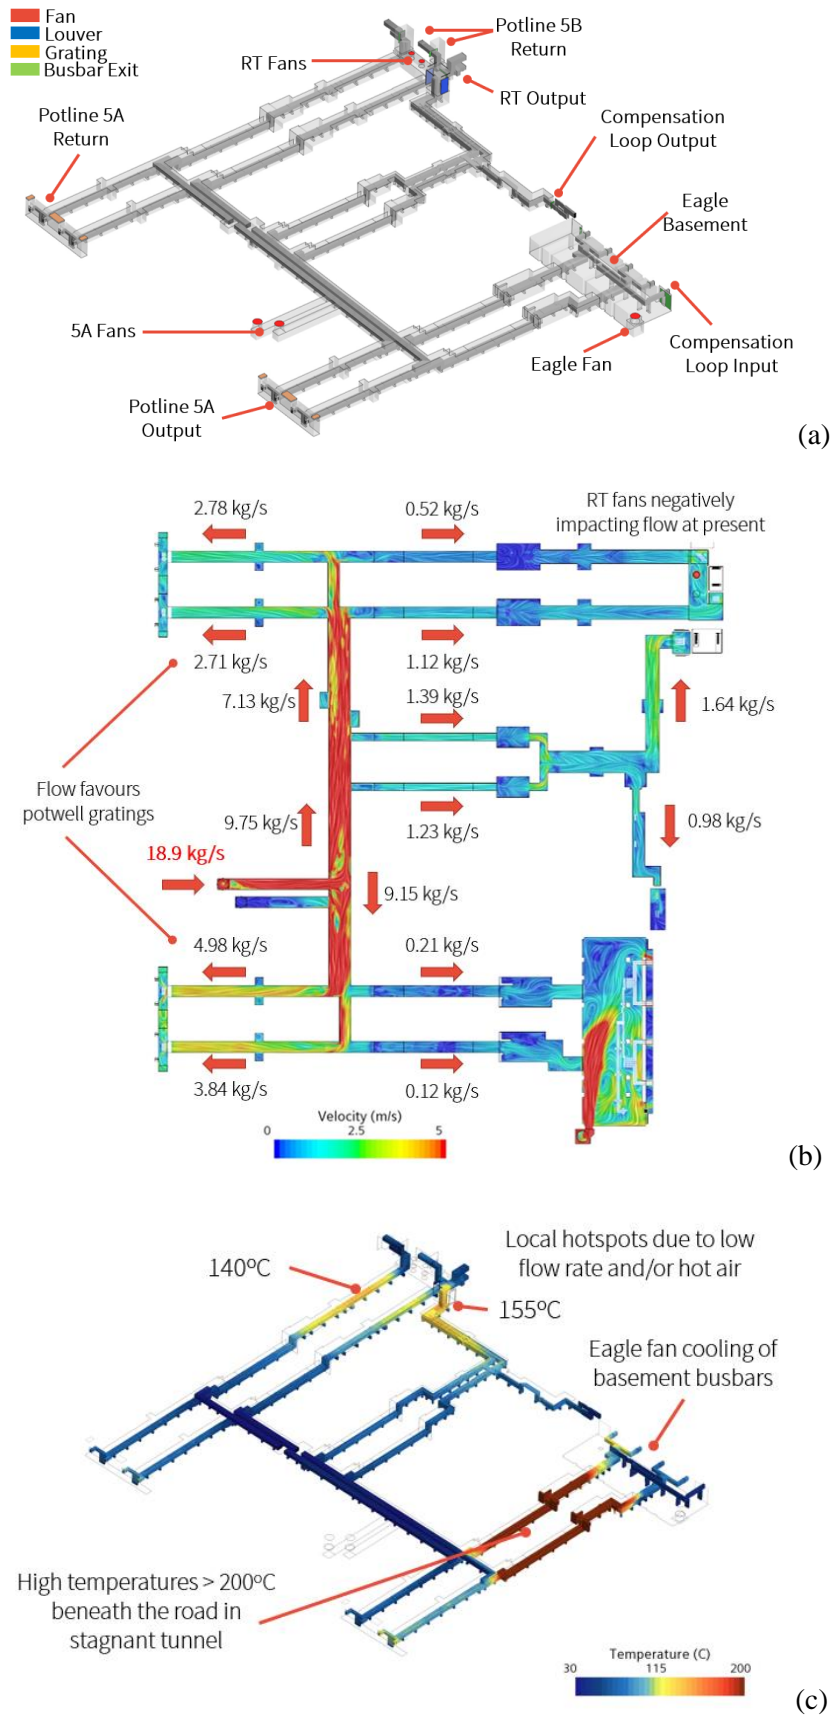 Fan
Louver
Grating
Busbar Exit
Potline 5B
Return
RT Fans
RT Output
Potline 5A
Return
Compensation
Loop Output
Eagle
Basement
5A Fans
Eagle Fan
Compensation
Loop Input
Potline 5A
Output
(a)
2.78 kg/s
0.52 kg/s
RT fans negatively
impacting flow at present
2.71 kg/s
1.12 kg/s
7.13 kg/s
1.39 kg/s
1.64 kg/s
Flow favours
potwell gratings
9.75 kg/s
1.23 kg/s
0.98 kg/s
18.9 kg/s
9.15 kg/s
4.98 kg/s
0.21 kg/s
3.84 kg/s
0.12 kg/s
Velocity (m/s)
0 2.5 5
(b)
140ºC
Local hotspots due to low
flow rate and/or hot air
155ºC
Eagle fan cooling of
basement busbars
High temperatures > 200ºC
beneath the road in
stagnant tunnel
Temperature (C)
30 115 200
(c)